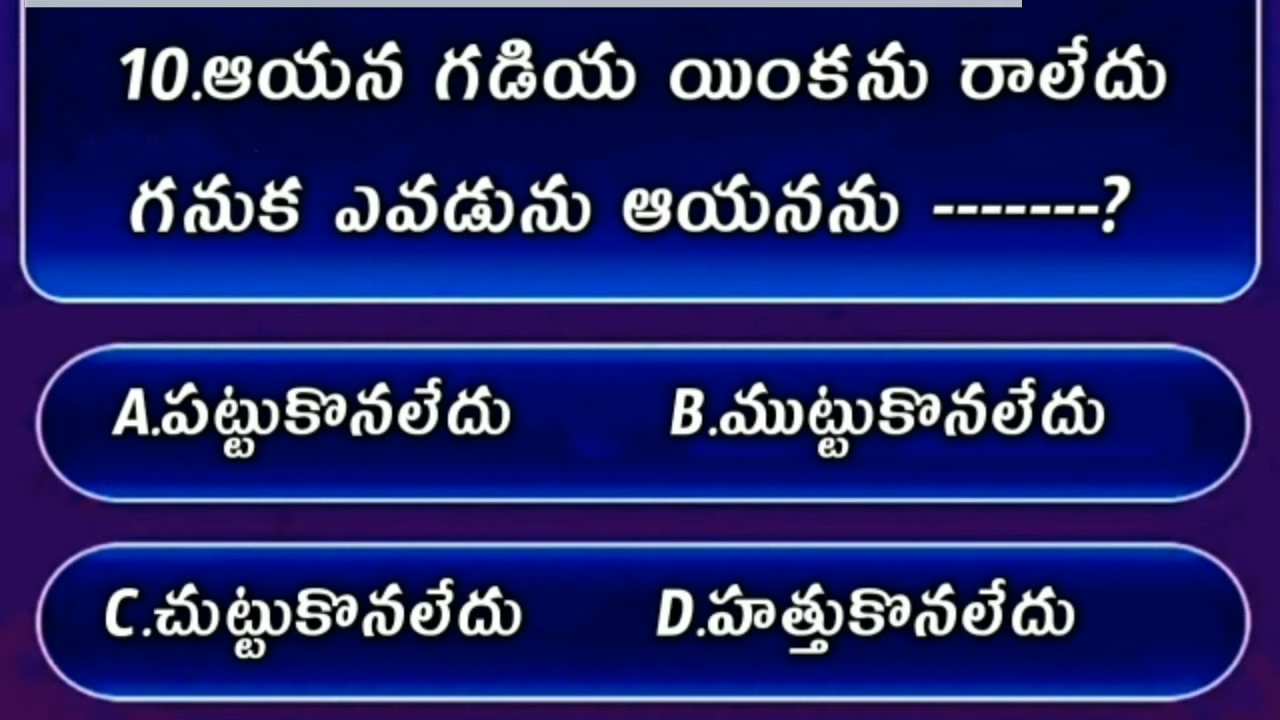 10.ఆయన గడియ యింకను రాలేదు
గనుక ఎవడును ఆయనను -------?
A.పట్టుకొనలేదు B.ముట్టుకొనలేదు
C.చుట్టుకొనలేదు D.హత్తుకొనలేదు